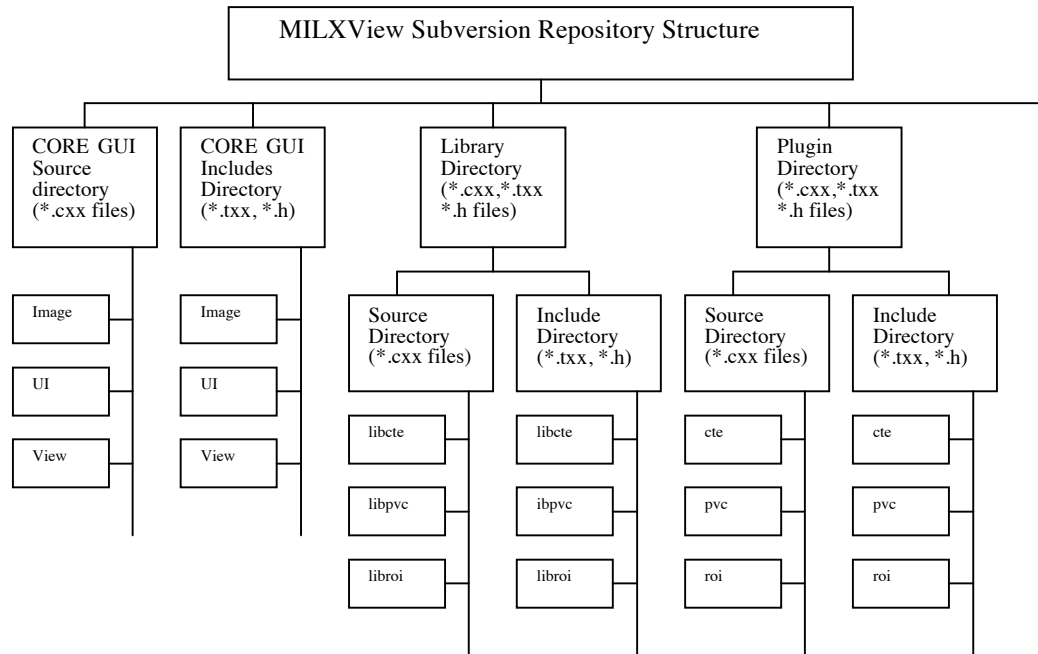 MILXView Subversion Repository Structure
CORE GUI
Source
directory
(*.cxx files)
CORE GUI
Includes
Directory
(*.txx, *.h)
Library
Directory
(*.cxx,*.txx
*.h files)
Plugin
Directory
(*.cxx,*.txx
*.h files)
Image
UI
View
Image
UI
View
Source
Directory
(*.cxx files)
Include
Directory
(*.txx, *.h)
Source
Directory
(*.cxx files)
Include
Directory
(*.txx, *.h)
libcte
libpvc
libroi
libcte
ibpvc
libroi
cte
pvc
roi
cte
pvc
roi